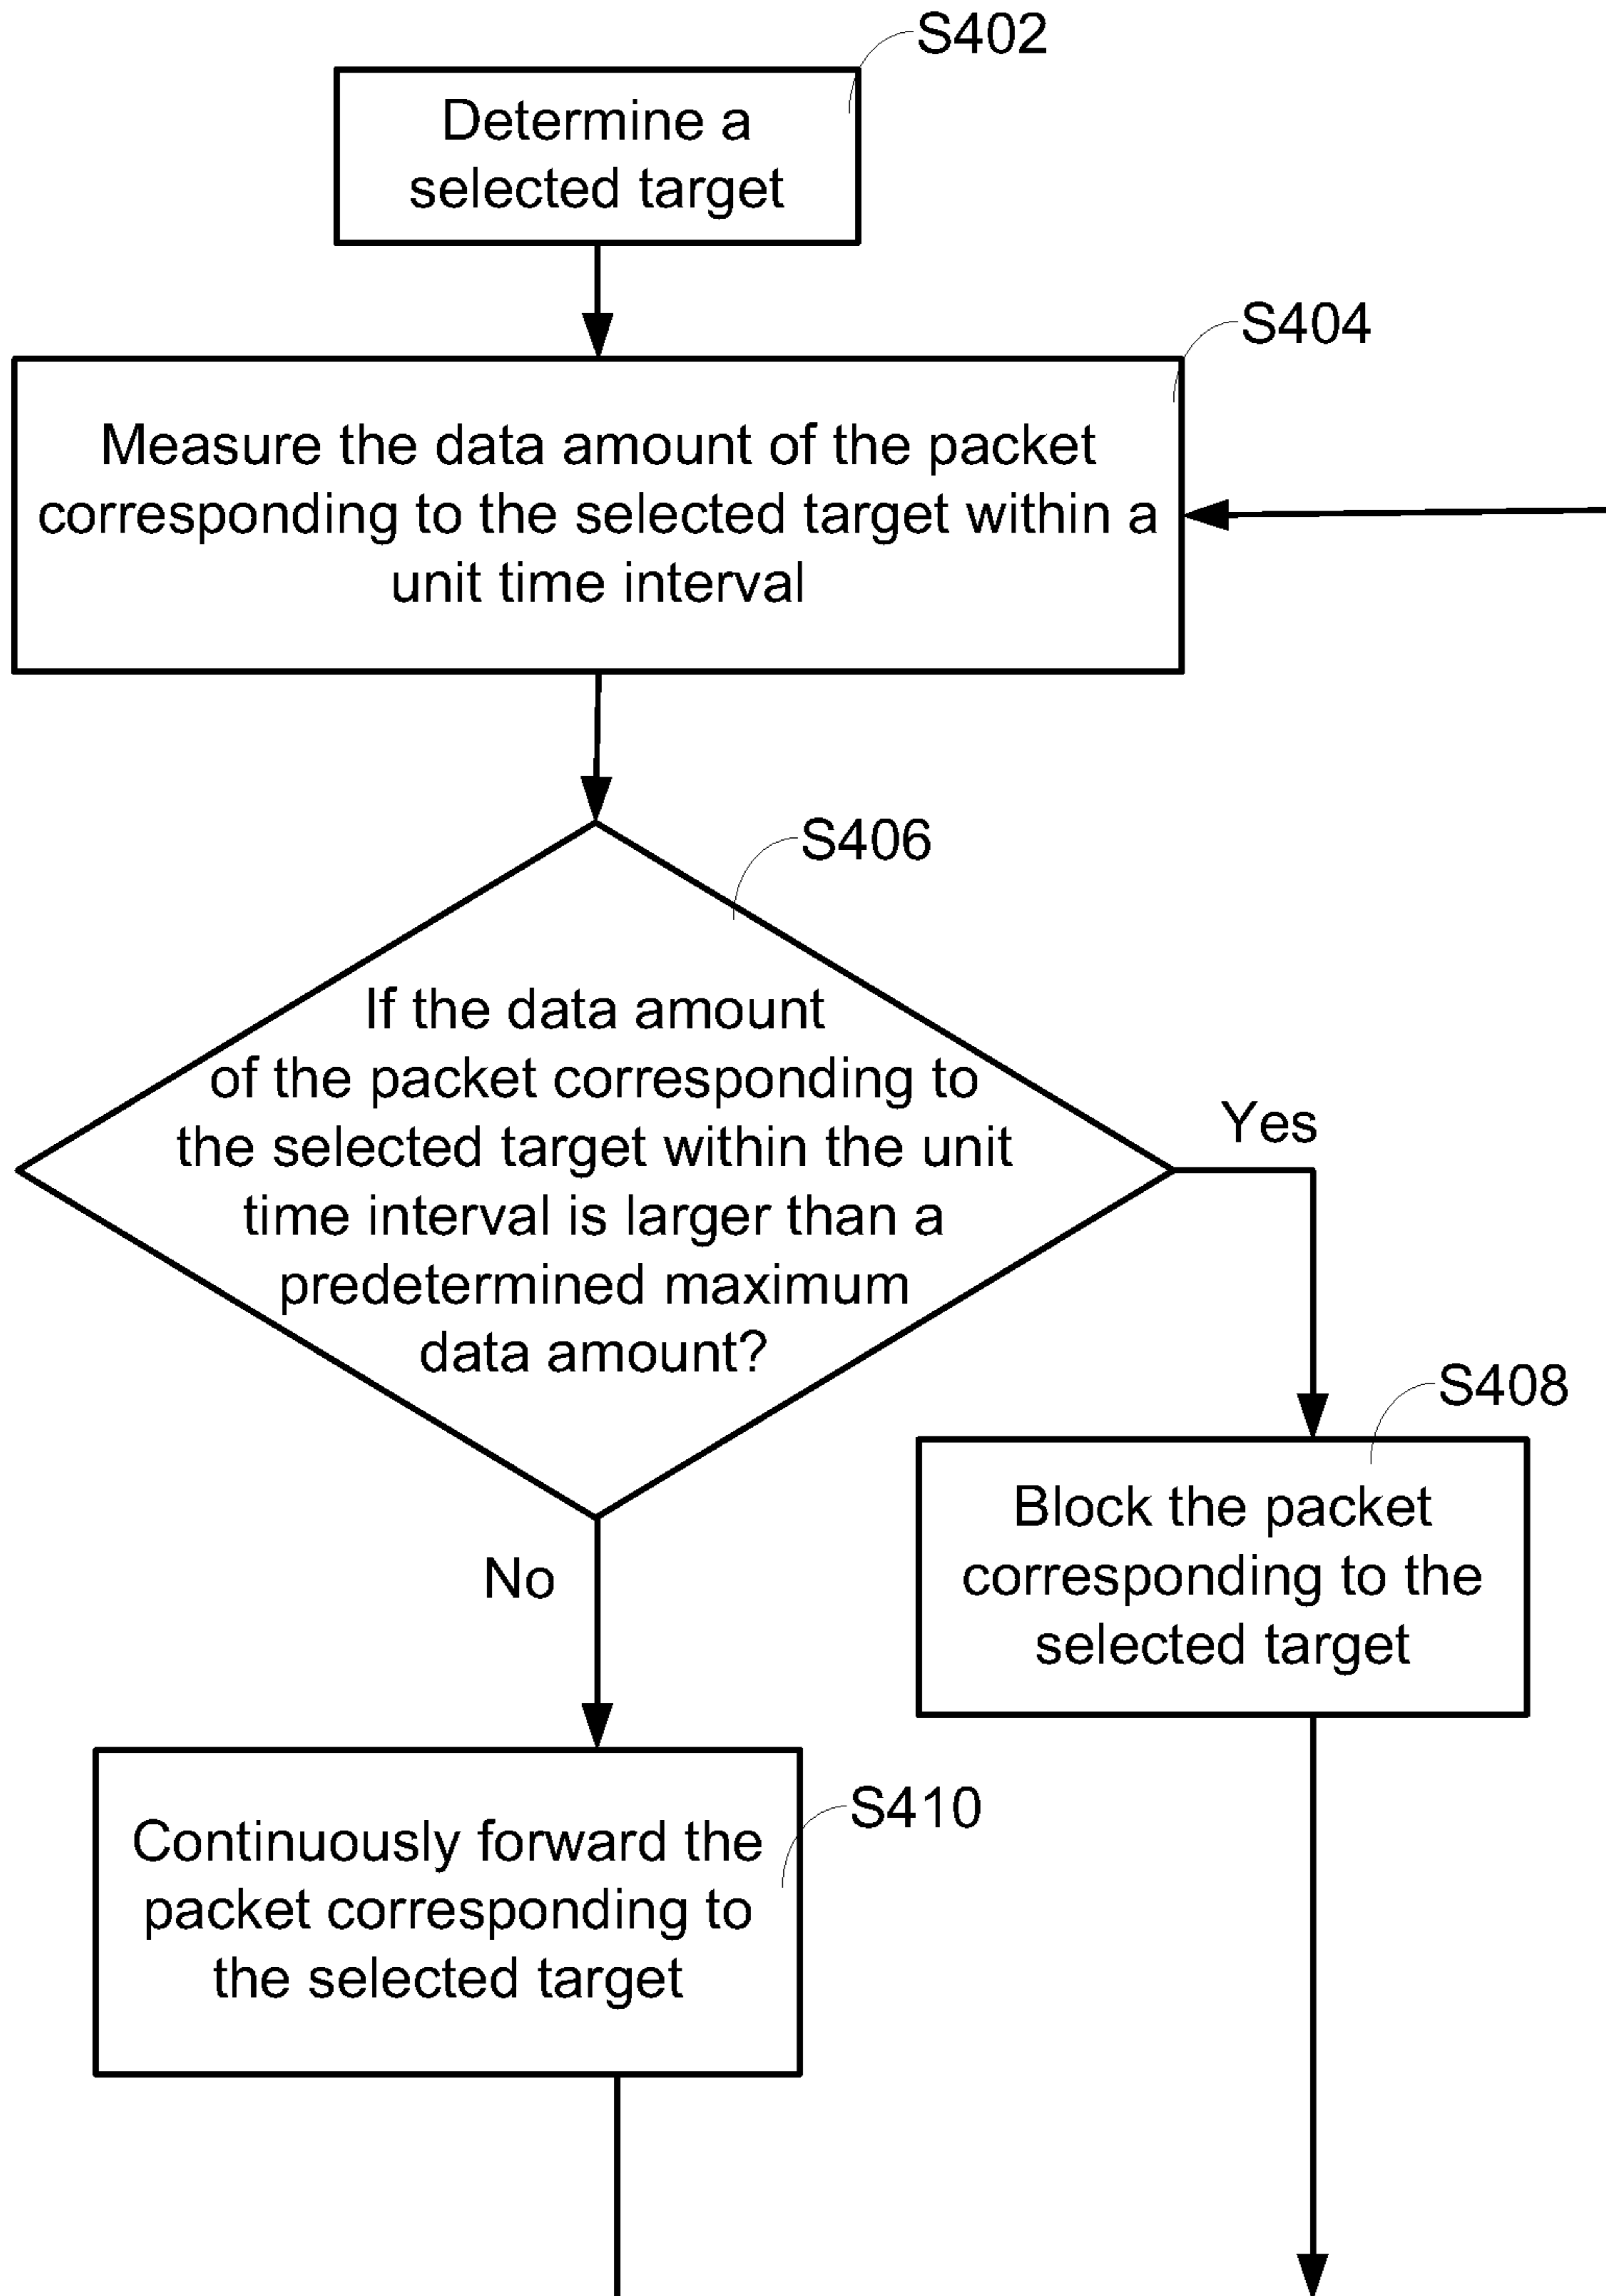 S402
Determine a
selected target
S404
Measure the data amount of the packet
corresponding to the selected target within a
unit time interval
S406
If the data amount
of the packet corresponding to
the selected target within the unit
time interval is larger than a
predetermined maximum
data amount?
Yes
S408
Block the packet
corresponding to the
selected target
No
S410
Continuously forward the
packet corresponding to
the selected target